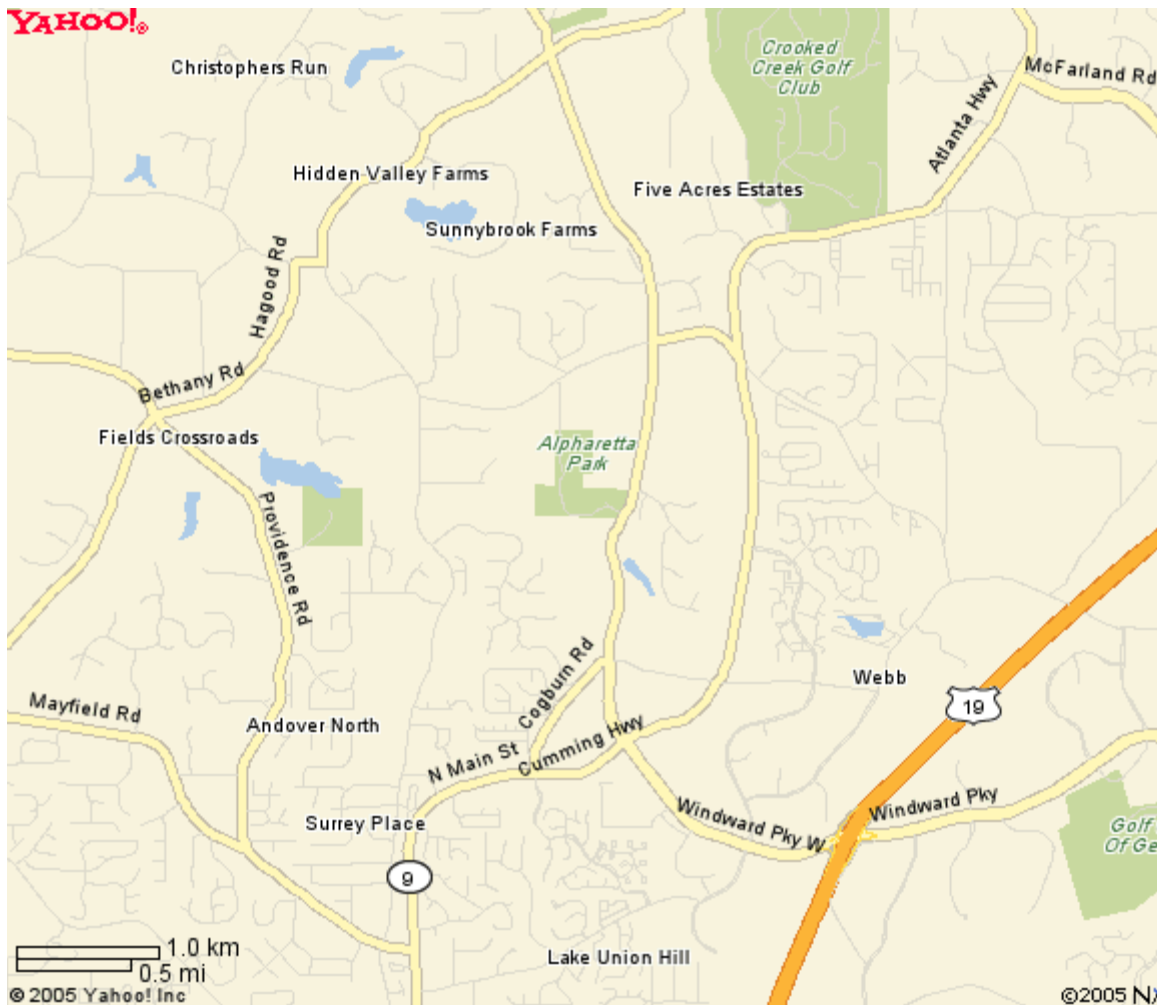 YAHOO!®
Christophers Run
Crooked
Creek Golf
Club
McFarland Rd
Atlanta Hwy
Hidden Valley Farms
Five Acres Estates
Sunnybrook Farms
Hagood Rd
Bethany Rd
Fields Crossroads
Alpharetta
Park
Providence Rd
Cogburn Rd
Webb
Mayfield Rd
Andover North
19
N Main St
Cumming Hwy
Windward Pky W
Windward Pky
Surrey Place
Golf
Of Ge
9
1.0 km
0.5 mi
Lake Union Hill
© 2005 Yahoo! Inc
©2005 N